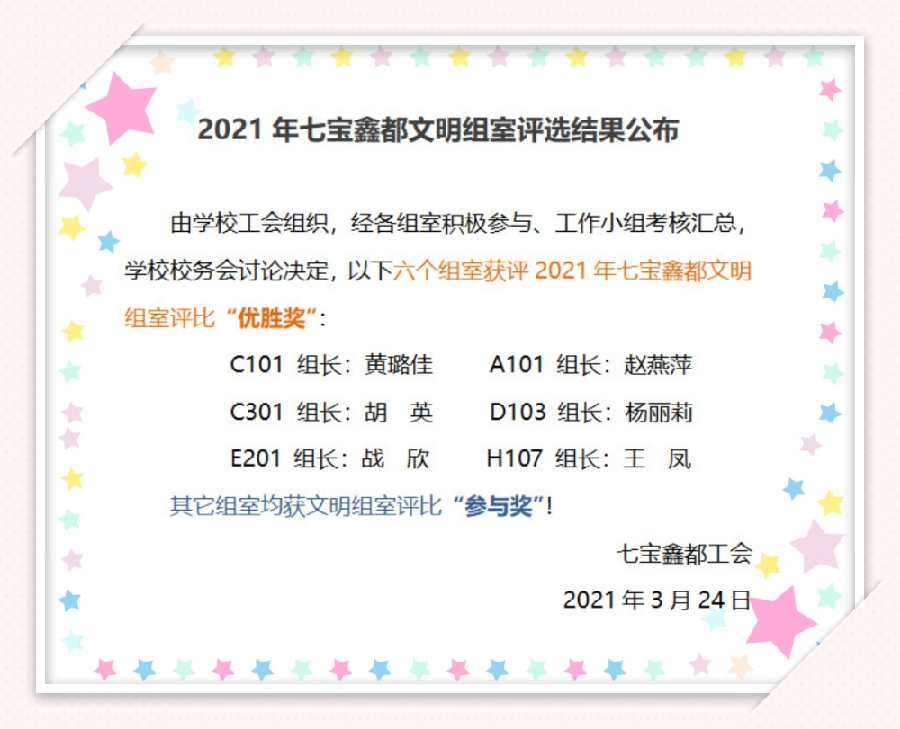 2021 年七宝鑫都文明组室评选结果公布
由学校工会组织，经各组室积极参与、工作小组考核汇总，
学校校务会讨论决定，以下六个组室获评 2021 年七宝鑫都文明
组室评比“优胜奖”：
C101 组长：黄璐佳 A101 组长：赵燕萍
C301 组长：胡 英 D103 组长：杨丽莉
E201 组长：战 欣 H107 组长：王 凤
其它组室均获文明组室评比“参与奖”！
七宝鑫都工会
2021 年 3 月 24 日